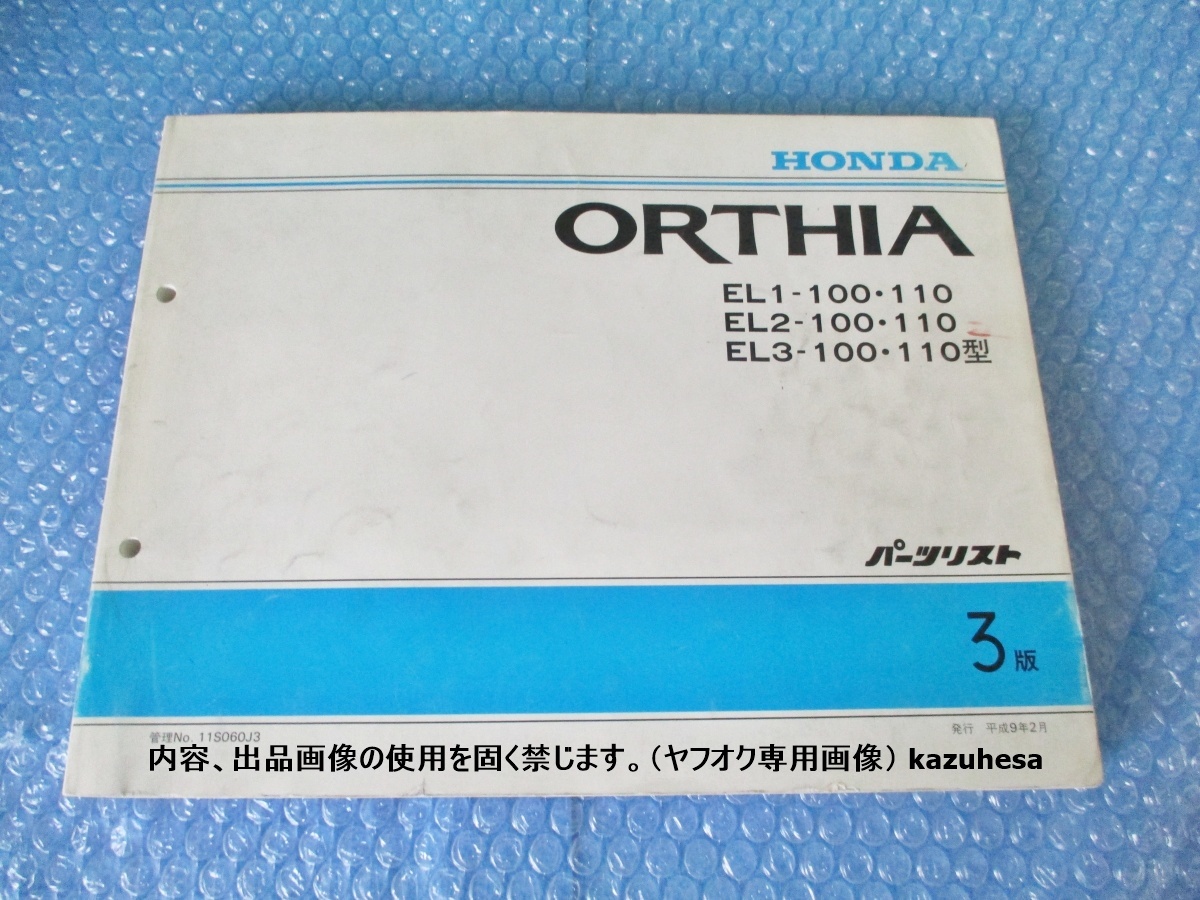 HONDA
ORTHIA
EL1-100・110
EL2-100・110
EL3-100・110型
パーツリスト
3版
管理No. 11S060J3
発行 平成9年2月
内容、出品画像の使用を固く禁じます。（ヤフオク専用画像） kazuhesa